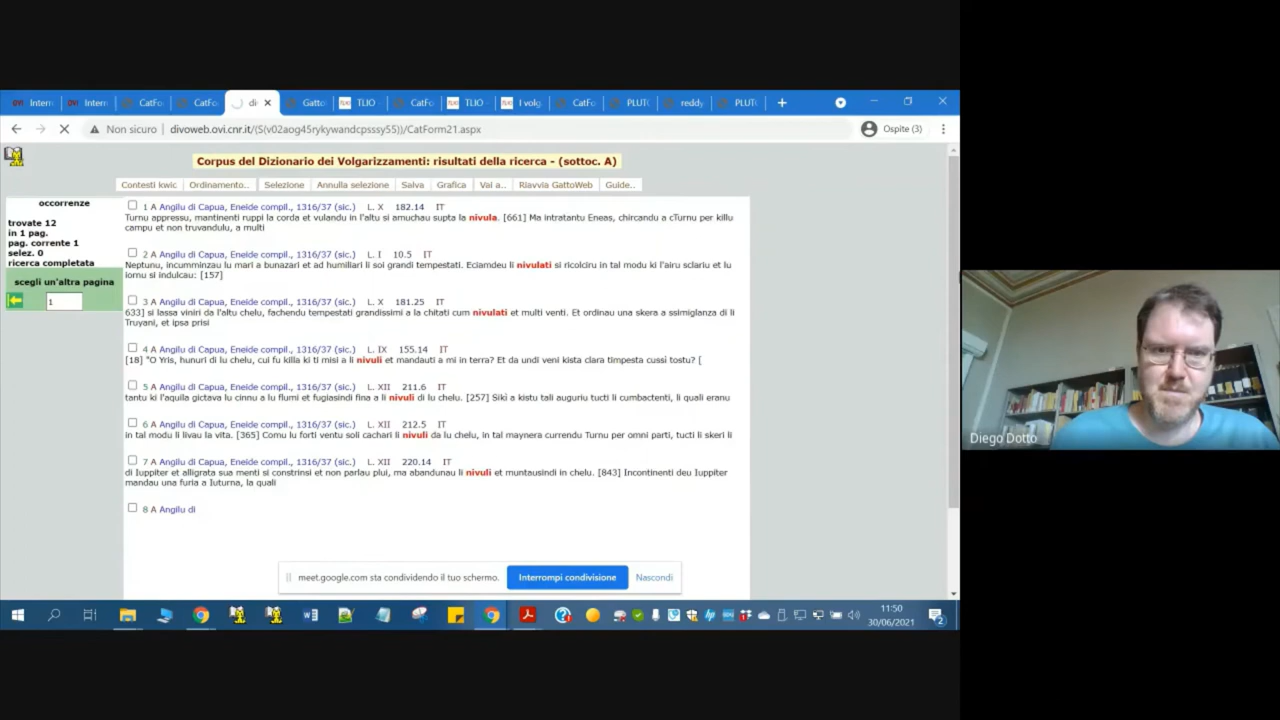 Intern
Intern
CatFo
CatFo
di
Gatto
TLIO
CatFo
TLIO
I volg
CatFo
PLUT
reddy
PLUT
Non sicuro
divoweb.ovi.cnr.it/(S(v02aog45rykywandcpsssy55))/CatForm21.aspx
Ospite (3)
Corpus del Dizionario dei Volgarizzamenti: risultati della ricerca - (sottoc. A)
Contesti kwic Ordinamento.. Selezione Annulla selezione Salva Grafica Vai a.. Riavvia GattoWeb Guide..
occorrenze
trovate 12
in 1 pag.
pag. corrente 1
selez. 0
ricerca completata
scegli un'altra pagina
1
1 A Angilu di Capua, Eneide compil., 1316/37 (sic.) L. X 182.14 IT
Turnu appressu, mantinenti ruppi la corda et vulandu in l'altu si amuchau supta la nivula. [661] Ma intratantu Eneas, chircandu a cTurnu per killu
campu et non truvandulu, a multi
2 A Angilu di Capua, Eneide compil., 1316/37 (sic.) L. I 10.5 IT
Neptunu, incumminzau lu mari a bunazari et ad humiliari li soi grandi tempestati. Eciamdeu li nivulati si ricolciru in tal modu ki l'airu sclariu et lu
iornu si indulcau: [157]
3 A Angilu di Capua, Eneide compil., 1316/37 (sic.) L. X 181.25 IT
633] si lassa viniri da l'altu chelu, fachendu tempestati grandissimi a la chitati cum nivulati et multi venti. Et ordinau una skera a ssimiglanza di li
Truyani, et ipsa prisi
4 A Angilu di Capua, Eneide compil., 1316/37 (sic.) L. IX 155.14 IT
[18] "O Yris, hunuri di lu chelu, cui fu killa ki ti misi a li nivuli et mandauti a mi in terra? Et da undi veni kista clara timpesta cussì tostu? [
5 A Angilu di Capua, Eneide compil., 1316/37 (sic.) L. XII 211.6 IT
tantu ki l'aquila gictava lu cinnu a lu flumi et fugiasindi fina a li nivuli di lu chelu. [257] Sikì a kistu tali auguriu tucti li cumbactenti, li quali eranu
6 A Angilu di Capua, Eneide compil., 1316/37 (sic.) L. XII 212.5 IT
in tal modu li livau la vita. [365] Comu lu forti ventu soli cachari li nivuli da lu chelu, in tal maynera currendu Turnu per omni parti, tucti li skeri li
7 A Angilu di Capua, Eneide compil., 1316/37 (sic.) L. XII 220.14 IT
di Iuppiter et alligrata sua menti si constrinsi et non parlau plui, ma abandunau li nivuli et muntausindi in chelu. [843] Incontinenti deu Iuppiter
mandau una furia a Iuturna, la quali
8 A Angilu di
meet.google.com sta condividendo il tuo schermo.
Interrompi condivisione
Nascondi
11:50
30/06/2021
2
Diego Dotto